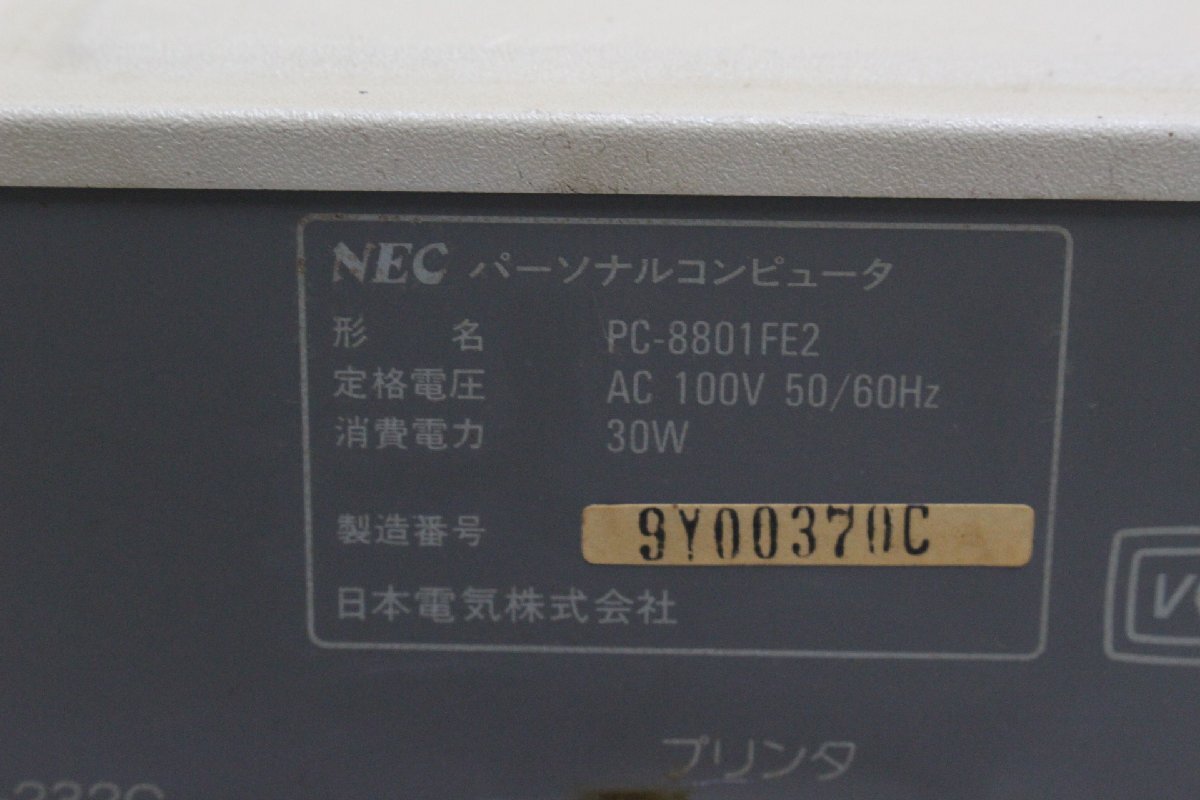 NEC パーソナルコンピュータ
形 名 PC-8801FE2
定格電圧 AC 100V 50/60Hz
消費電力 30W
製造番号 9Y00370C
日本電気株式会社
プリンタ